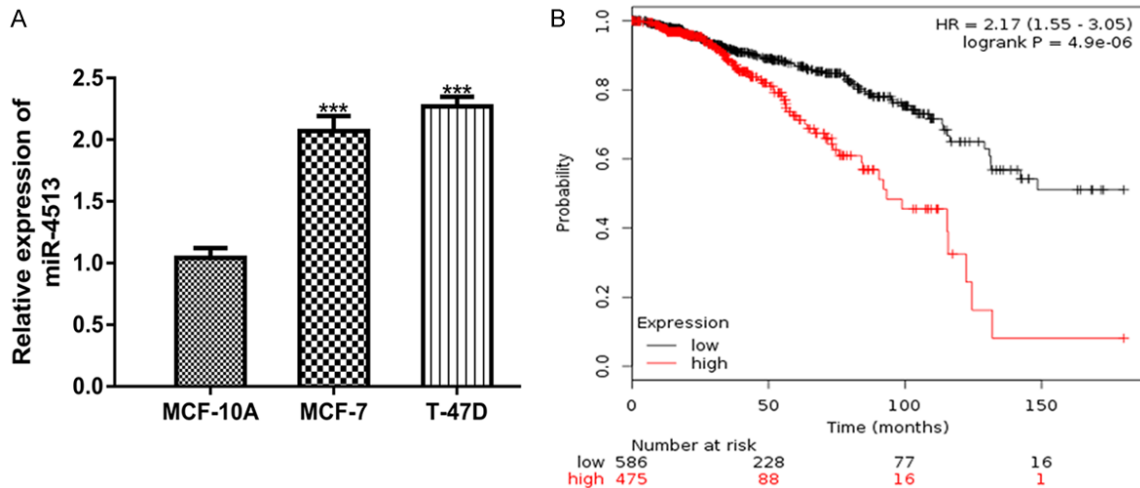 A
Relative expression of
miR-4513
2.5
2.0
1.5
1.0
0.5
0.0
***
***
MCF-10A MCF-7 T-47D
B
HR = 2.17 (1.55 - 3.05)
logrank P = 4.9e-06
Probability
1.0
0.8
0.6
0.4
0.2
0.0
Expression
low
high
0 50 100 150
Time (months)
Number at risk
low 586 228 77 16
high 475 88 16 1